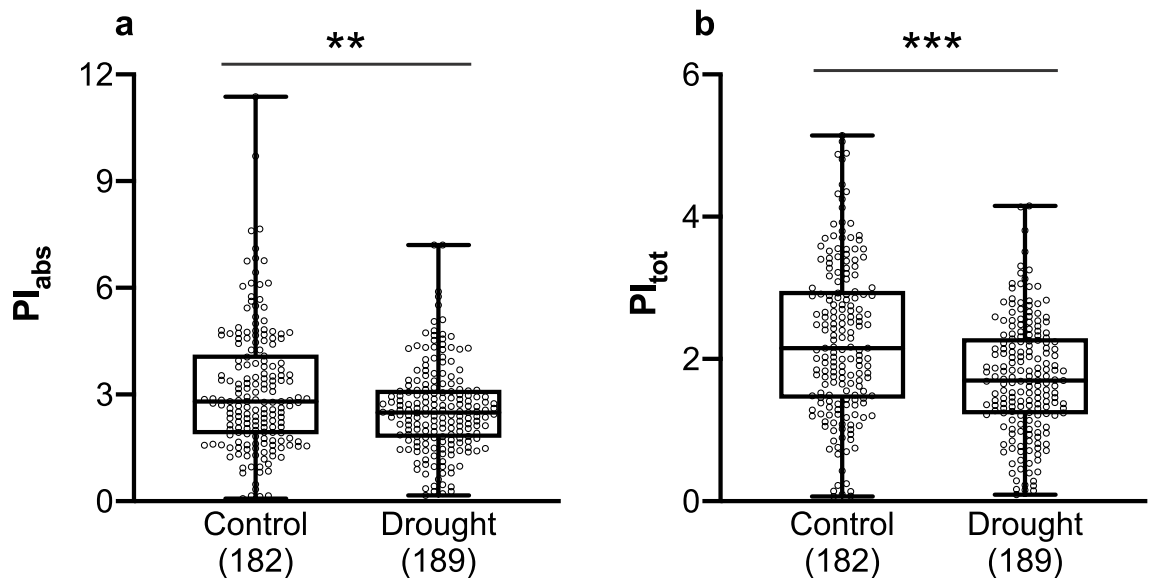 a
**
12
9
6
3
0
PIabs
Control
(182)
Drought
(189)
b
***
6
4
2
0
PItot
Control
(182)
Drought
(189)